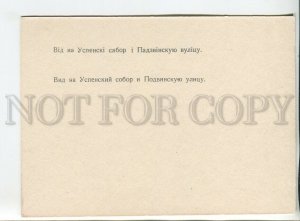 Від на Успенскі сабор і Падзвінскую вуліцу.
Вид на Успенский собор и Подвинскую улицу.
NOT FOR COPY